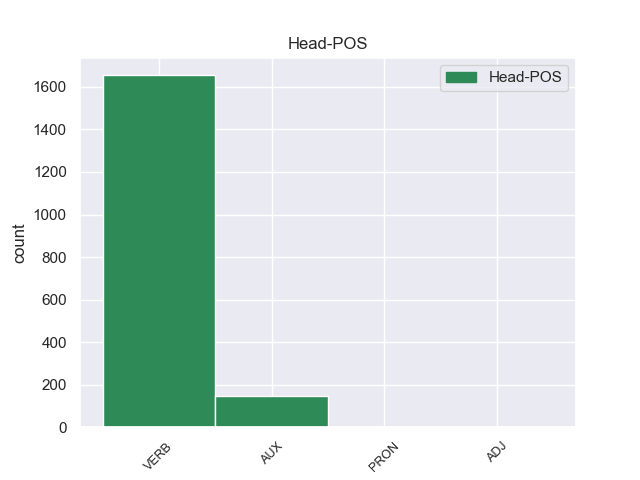 Head-POS
Head-POS
1600
1400
1200
1000
800
600
400
200
0
count
VERB
AUX
PRON
ADJ